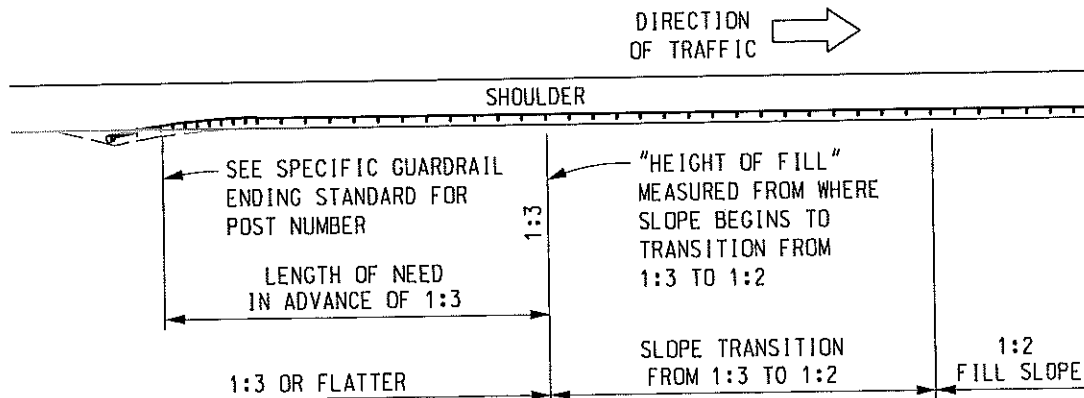 DIRECTION
OF TRAFFIC
SHOULDER
SEE SPECIFIC GUARDRAIL
ENDING STANDARD FOR
POST NUMBER
1:3
"HEIGHT OF FILL"
MEASURED FROM WHERE
SLOPE BEGINS TO
TRANSITION FROM
1:3 TO 1:2
LENGTH OF NEED
IN ADVANCE OF 1:3
1:3 OR FLATTER
SLOPE TRANSITION
FROM 1:3 TO 1:2
1:2
FILL SLOPE